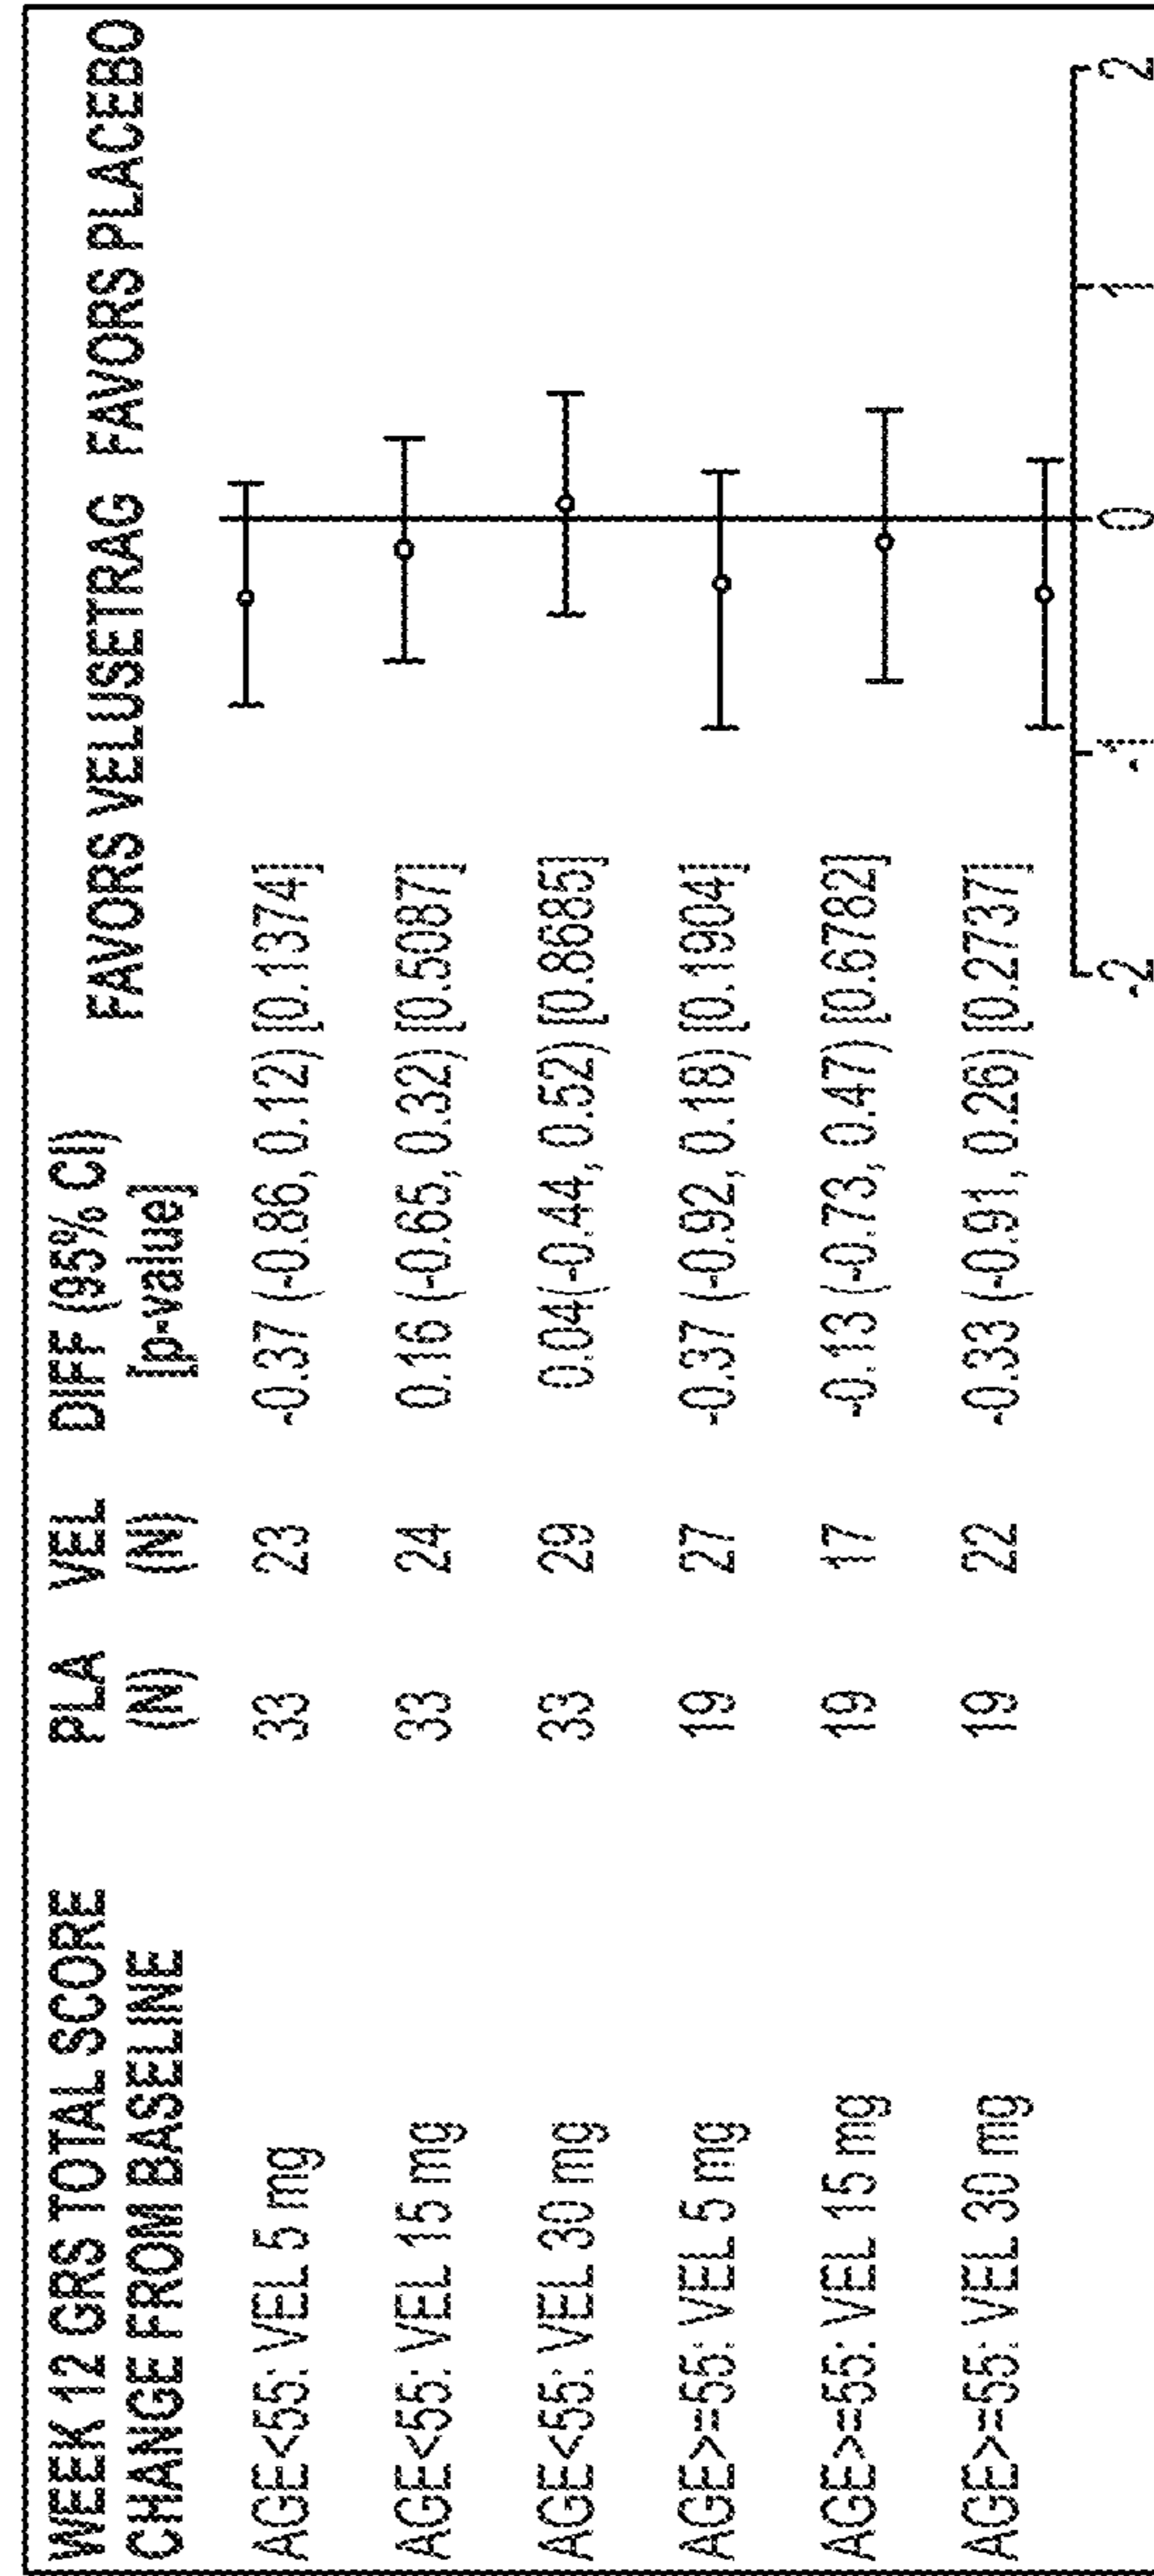 WEEK 12 GRS TOTAL SCORE PLA VEL DIFF (95% CI) FAVORS VELUSETRAG FAVORS PLACEBO
CHANGE FROM BASELINE (N) (N) [p-value]
AGE<55: VEL 5 mg 33 23 -0.37 (-0.86, 0.12) [0.1374]
AGE<55: VEL 15 mg 33 24 0.16 (-0.65, 0.32) [0.5087]
AGE<55: VEL 30 mg 33 29 0.04(-0.44, 0.52) [0.8685]
AGE>=55: VEL 5 mg 19 27 -0.37 (-0.92, 0.18) [0.1904]
AGE>=55: VEL 15 mg 19 17 -0.13 (-0.73, 0.47) [0.6782]
AGE>=55: VEL 30 mg 19 22 -0.33 (-0.91, 0.26) [0.2737]
-2 -1 0 1 2